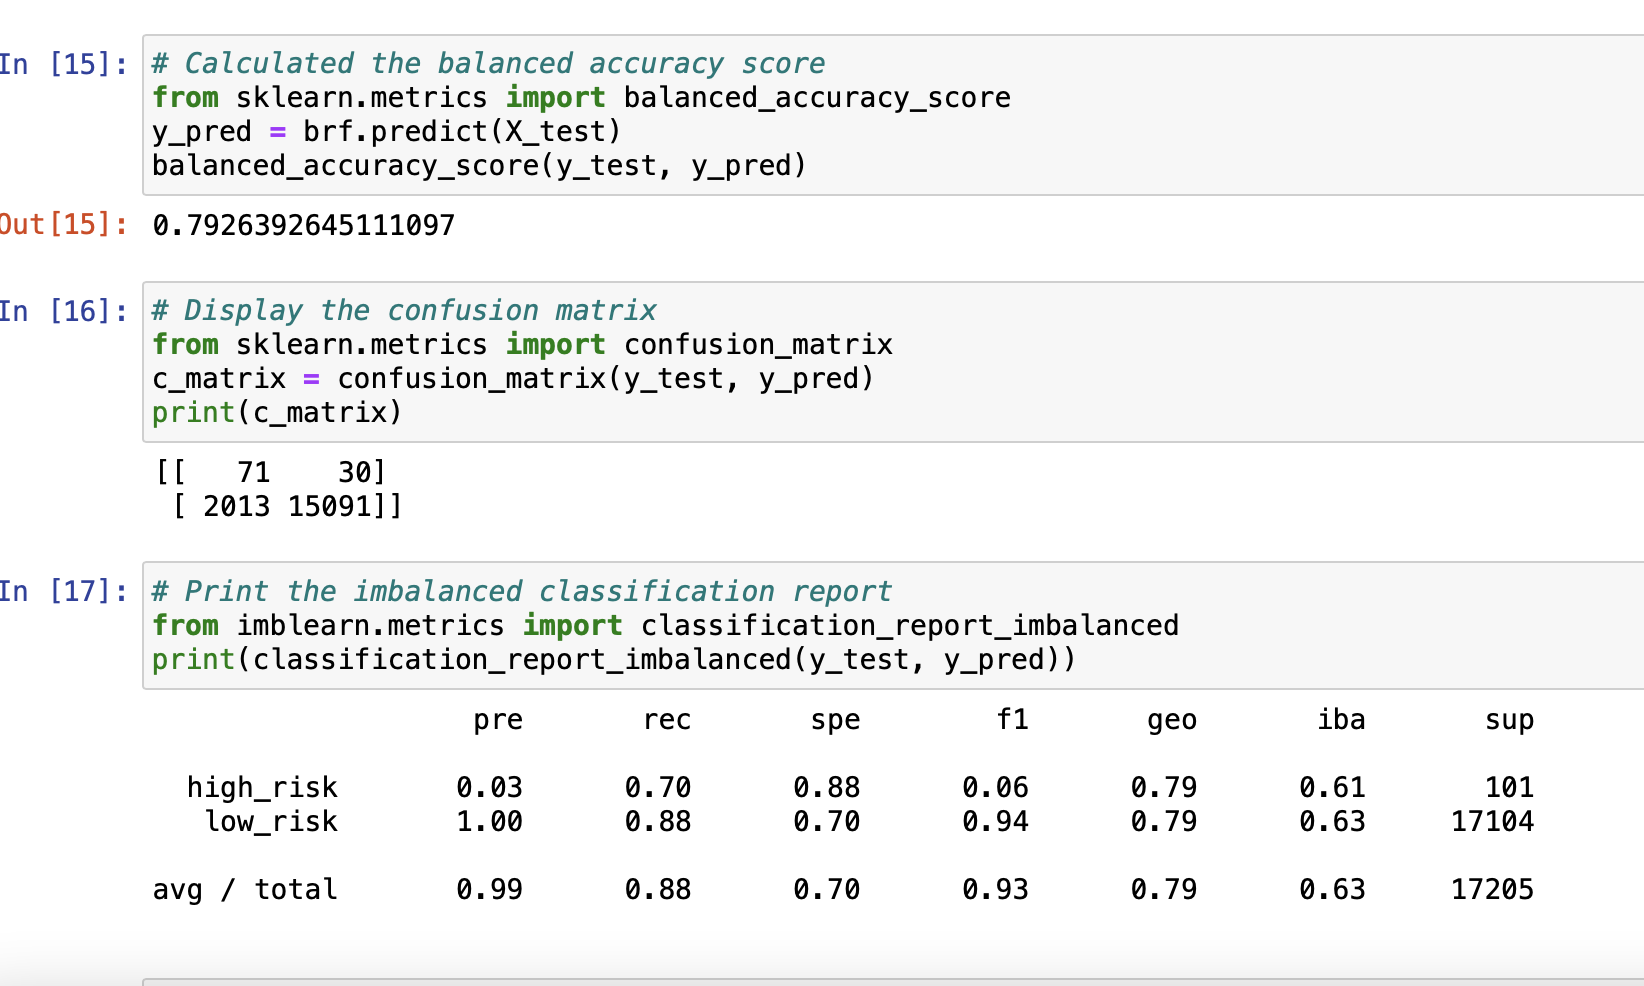 In [15]:
# Calculated the balanced accuracy score
from sklearn.metrics import balanced_accuracy_score
y_pred = brf.predict(X_test)
balanced_accuracy_score(y_test, y_pred)
Out[15]: 0.7926392645111097
In [16]:
# Display the confusion matrix
from sklearn.metrics import confusion_matrix
c_matrix = confusion_matrix(y_test, y_pred)
print(c_matrix)
[[   71    30]
 [ 2013 15091]]
In [17]:
# Print the imbalanced classification report
from imblearn.metrics import classification_report_imbalanced
print(classification_report_imbalanced(y_test, y_pred))
pre rec spe f1 geo iba sup
high_risk 0.03 0.70 0.88 0.06 0.79 0.61 101
low_risk 1.00 0.88 0.70 0.94 0.79 0.63 17104
avg / total 0.99 0.88 0.70 0.93 0.79 0.63 17205